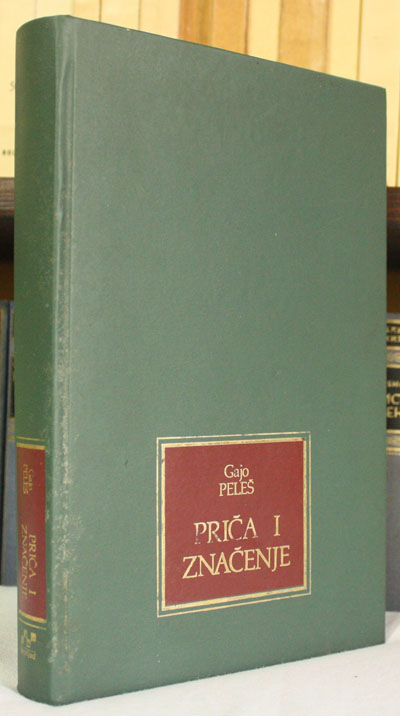 Gajo
PELEŠ
PRIČA I
ZNAČENJE
Gajo
PELEŠ
PRIČA I
ZNAČENJE